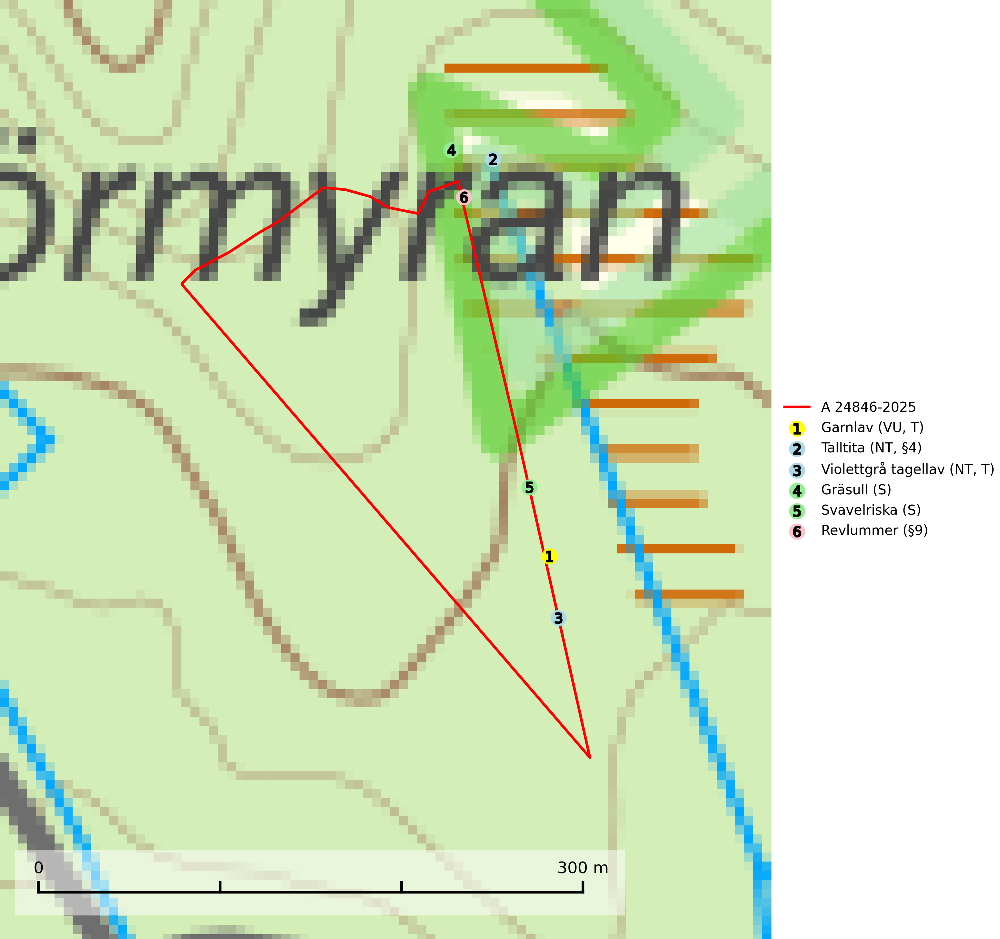 ormyran
4
2
6
5
1
3
0 300 m
A 24846-2025
1 Garnlav (VU, T)
2 Talltita (NT, §4)
3 Violettgrå tagellav (NT, T)
4 Gräsull (S)
5 Svavelriska (S)
6 Revlummer (§9)